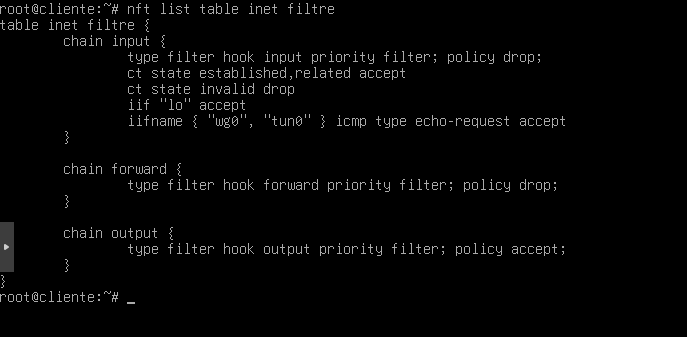 root@cliente:~# nft list table inet filtre
table inet filtre {
        chain input {
                type filter hook input priority filter; policy drop;
                ct state established,related accept
                ct state invalid drop
                iif "lo" accept
                iifname { "wg0", "tun0" } icmp type echo-request accept
        }

        chain forward {
                type filter hook forward priority filter; policy drop;
        }

        chain output {
                type filter hook output priority filter; policy accept;
        }
}
root@cliente:~# _